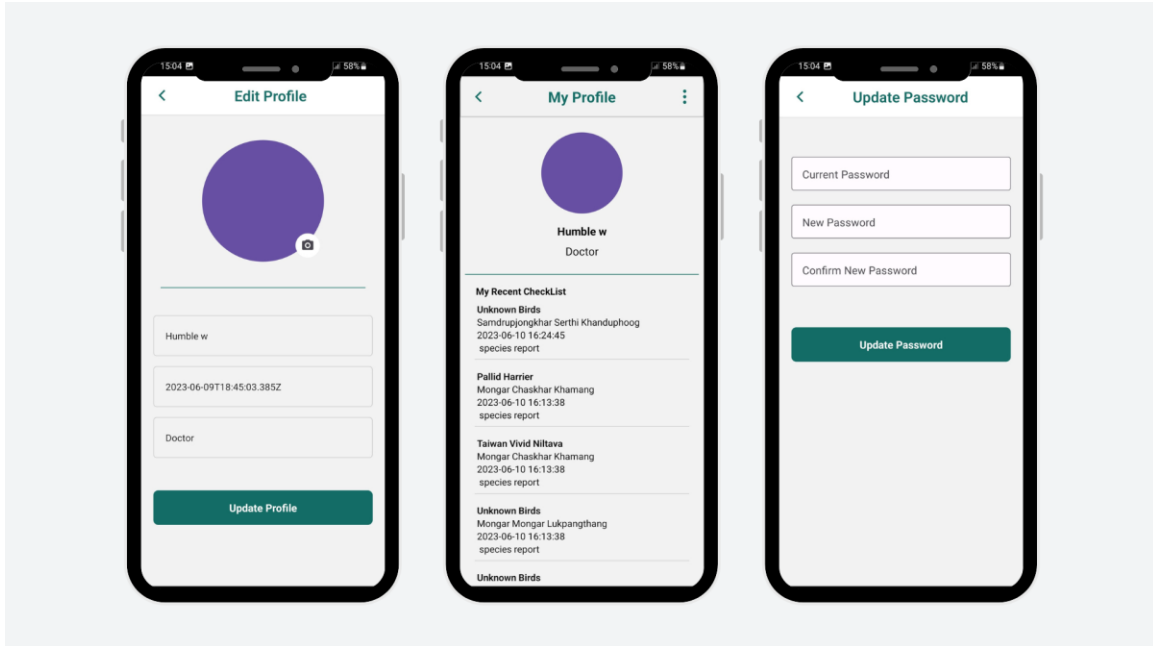 15:04
58%
Edit Profile
Humble w
2023-06-09T18:45:03.385Z
Doctor
Update Profile
15:04
58%
My Profile
Humble w
Doctor
My Recent CheckList
Unknown Birds
Samdrupjongkhar Serthi Khanduphoog
2023-06-10 16:24:45
species report
Pallid Harrier
Mongar Chaskhar Khamang
2023-06-10 16:13:38
species report
Taiwan Vivid Niltava
Mongar Chaskhar Khamang
2023-06-10 16:13:38
species report
Unknown Birds
Mongar Mongar Lukpangthang
2023-06-10 16:13:38
species report
Unknown Birds
15:04
58%
Update Password
Current Password
New Password
Confirm New Password
Update Password